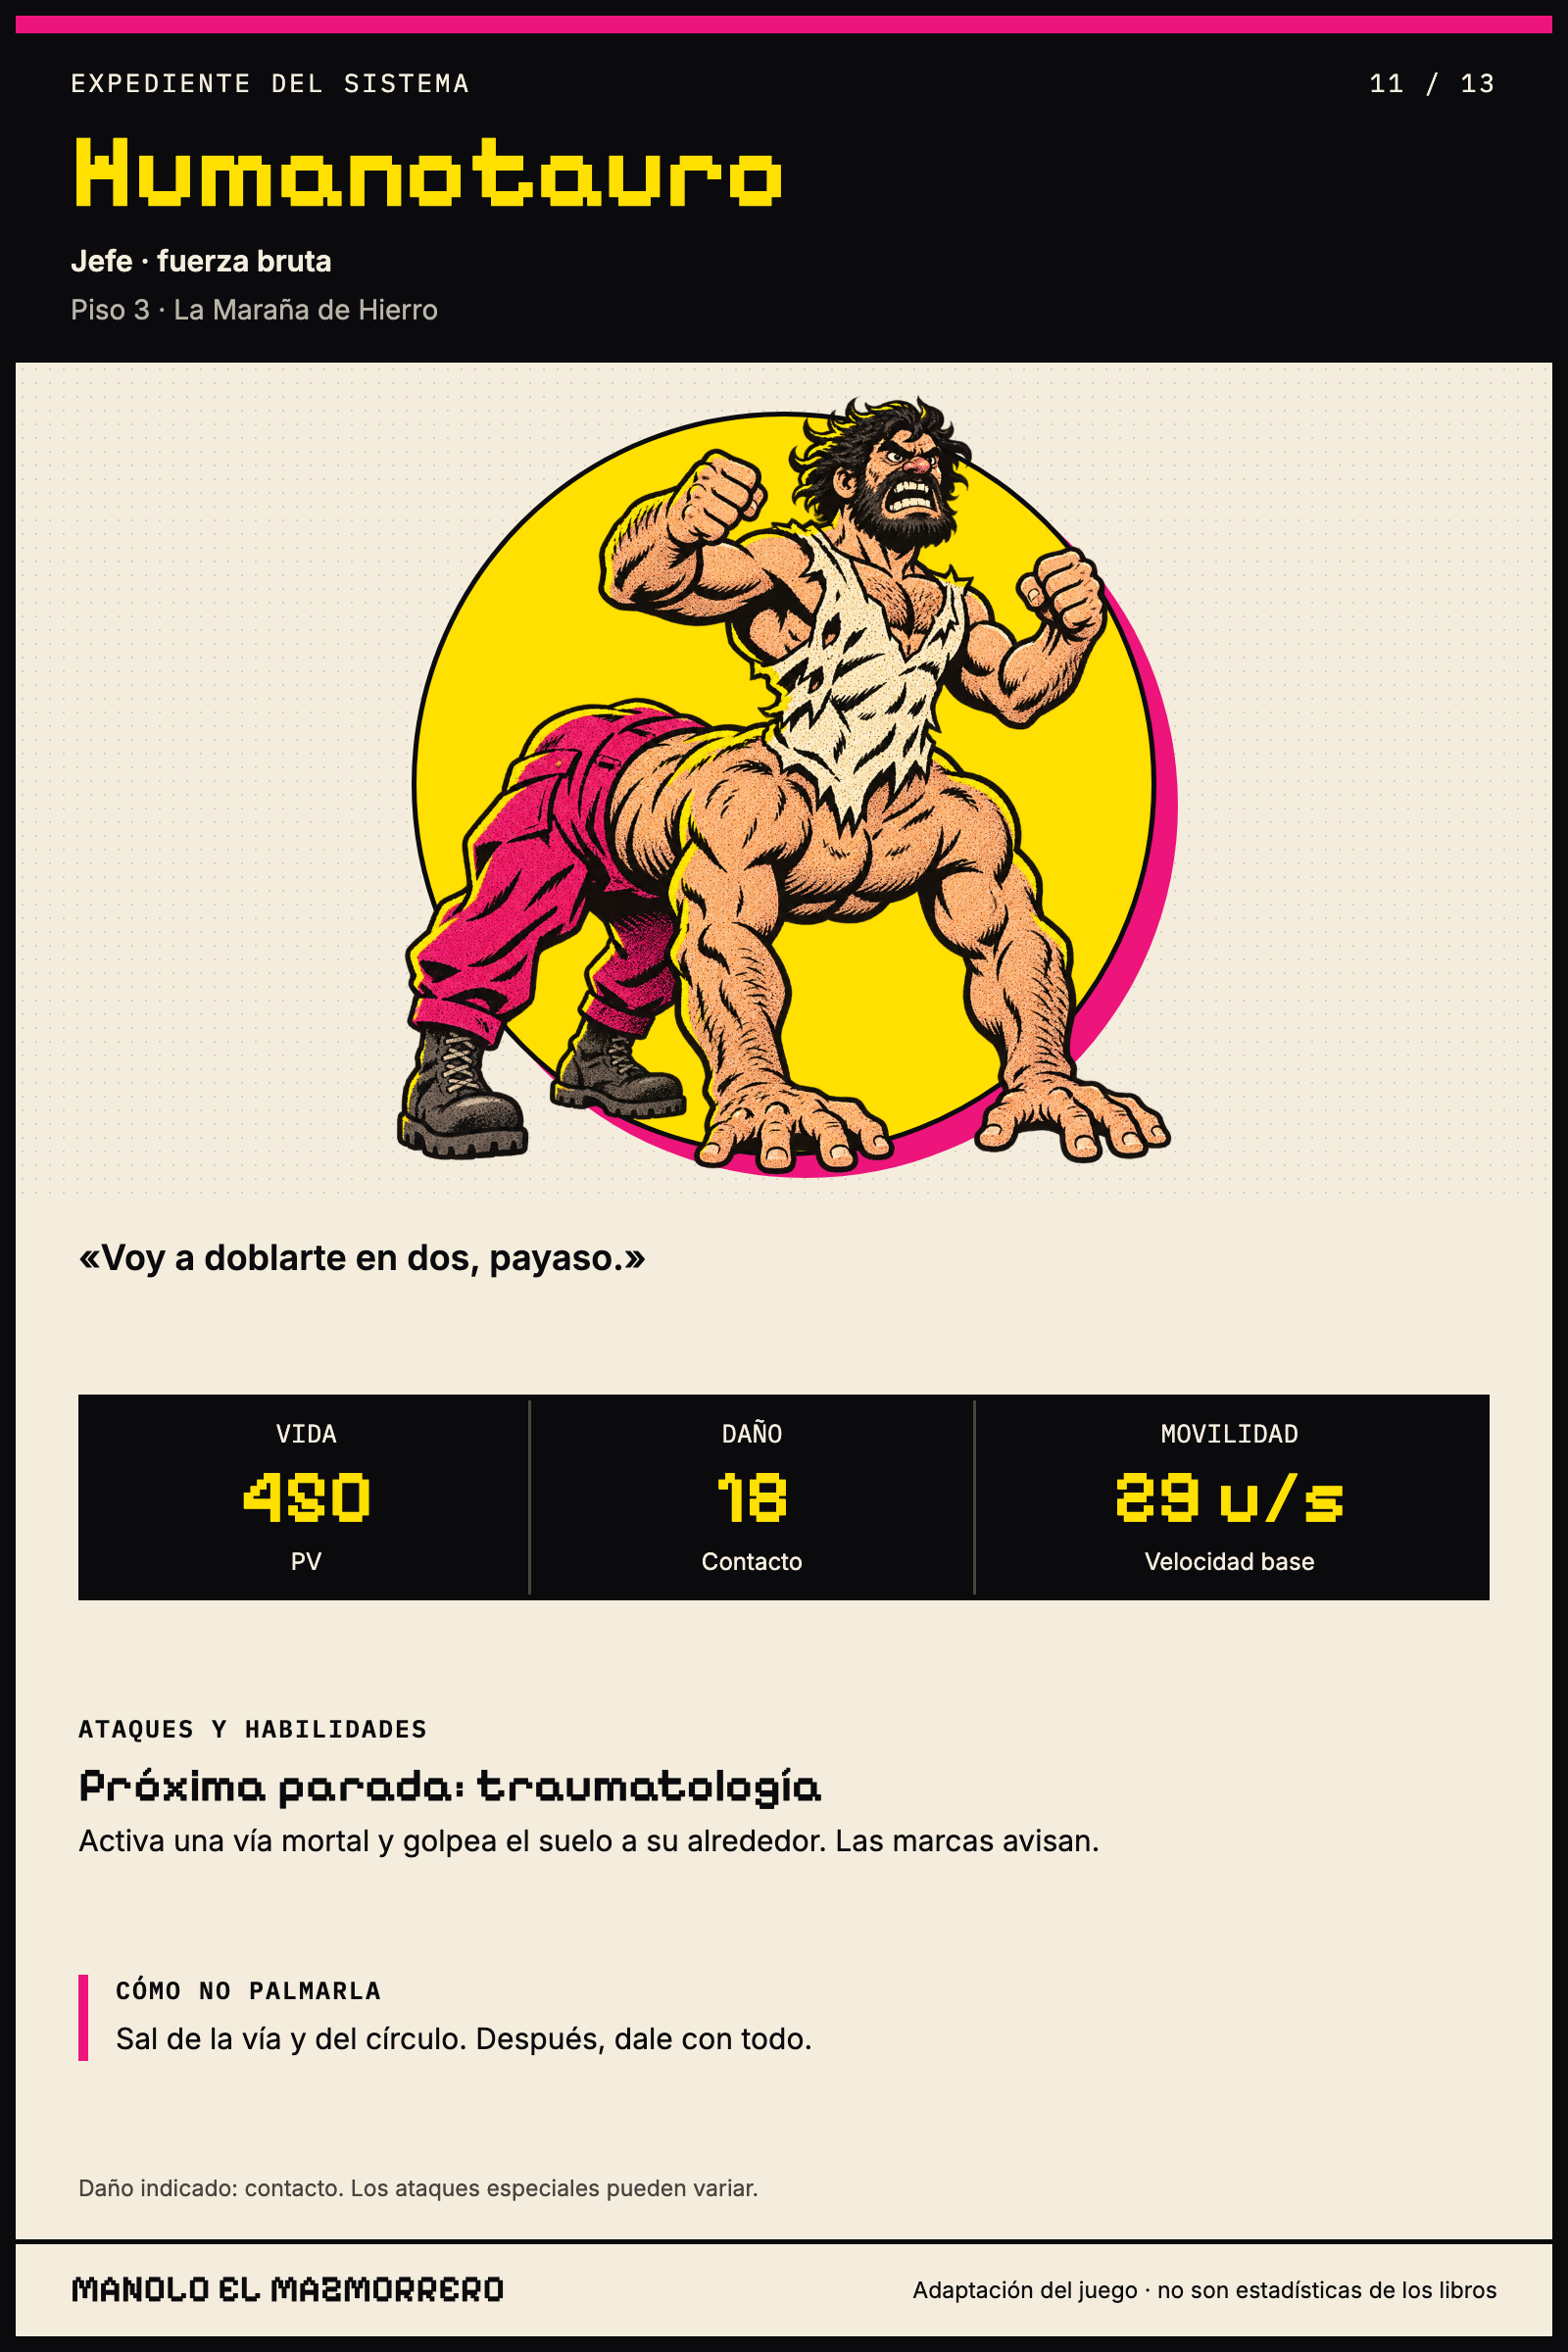 EXPEDIENTE DEL SISTEMA
11 / 13
Humanotauro
Jefe · fuerza bruta
Piso 3 · La Maraña de Hierro
«Voy a doblarte en dos, payaso.»
VIDA
480
PV
DAÑO
18
Contacto
MOVILIDAD
29 u/s
Velocidad base
ATAQUES Y HABILIDADES
Próxima parada: traumatología
Activa una vía mortal y golpea el suelo a su alrededor. Las marcas avisan.
CÓMO NO PALMARLA
Sal de la vía y del círculo. Después, dale con todo.
Daño indicado: contacto. Los ataques especiales pueden variar.
MANOLO EL MAZMORRERO
Adaptación del juego · no son estadísticas de los libros